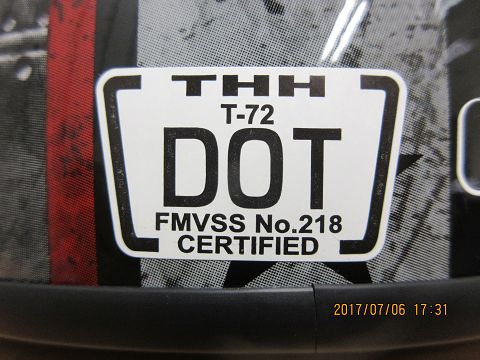 THH
T-72
DOT
FMVSS No.218
CERTIFIED
2017/07/06 17:31